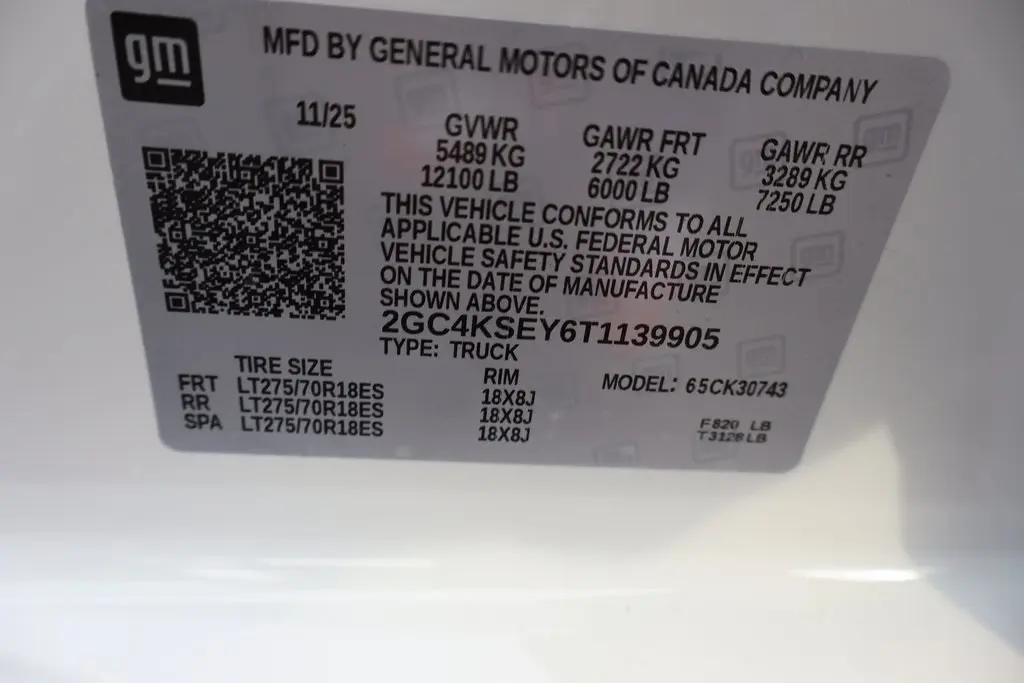 gm
MFD BY GENERAL MOTORS OF CANADA COMPANY
11/25
GVWR GAWR FRT GAWR RR
5489 KG 2722 KG 3289 KG
12100 LB 6000 LB 7250 LB
THIS VEHICLE CONFORMS TO ALL
APPLICABLE U.S. FEDERAL MOTOR
VEHICLE SAFETY STANDARDS IN EFFECT
ON THE DATE OF MANUFACTURE
SHOWN ABOVE.
2GC4KSEY6T1139905
TYPE: TRUCK
TIRE SIZE RIM MODEL: 65CK30743
FRT LT275/70R18ES 18X8J
RR LT275/70R18ES 18X8J
SPA LT275/70R18ES 18X8J
F820 LB
T3128LB